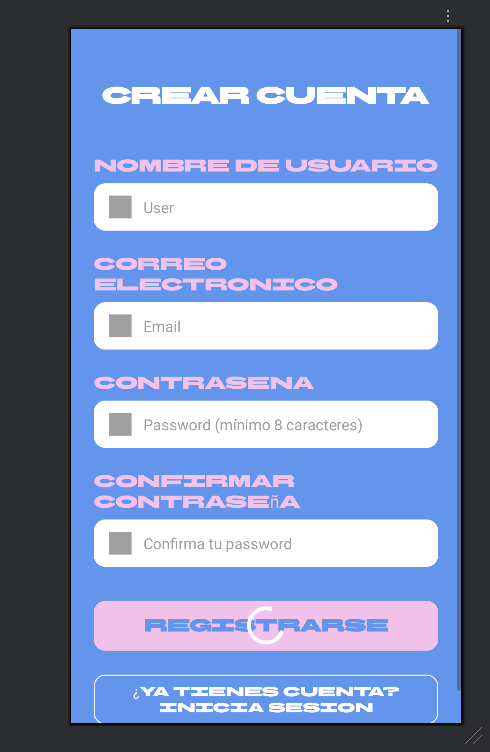 CREAR CUENTA
NOMBRE DE USUARIO
User
CORREO
ELECTRONICO
Email
CONTRASENA
Password (mínimo 8 caracteres)
CONFIRMAR
CONTRASEñA
Confirma tu password
REGISTRARSE
¿YA TIENES CUENTA?
INICIA SESION